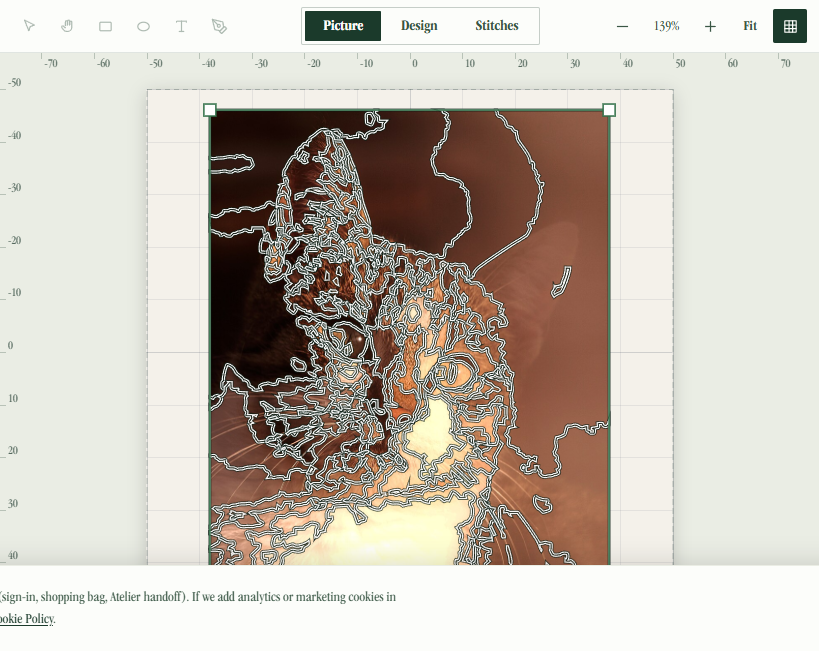 Picture Design Stitches 139% Fit
-70 -60 -50 -40 -30 -20 -10 0 10 20 30 40 50 60 70
-50
-40
-30
-20
-10
0
10
20
30
40
(sign-in, shopping bag, Atelier handoff). If we add analytics or marketing cookies in
ookie Policy.